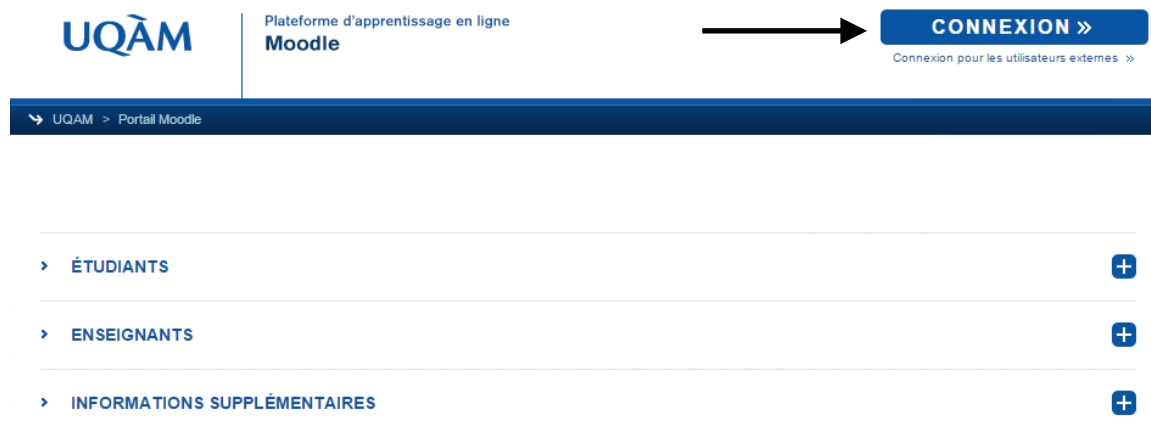 UQÀM
Plateforme d'apprentissage en ligne
Moodle
CONNEXION »
Connexion pour les utilisateurs externes »
UQAM > Portail Moodle
ÉTUDIANTS
ENSEIGNANTS
INFORMATIONS SUPPLÉMENTAIRES